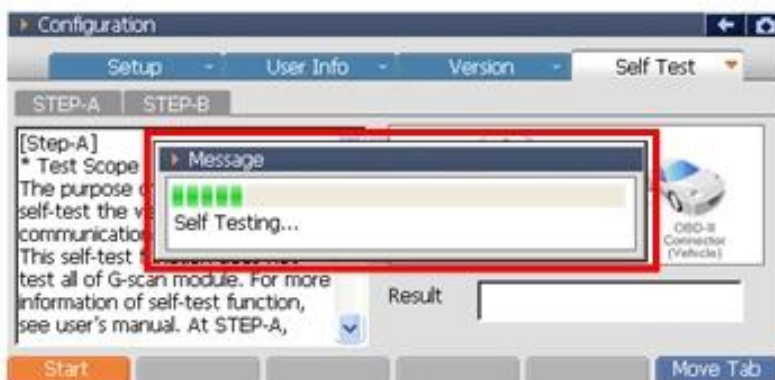 Configuration
Setup User Info Version Self Test
STEP-A STEP-B
[Step-A]
* Test Scope
The purpose
self-test the
communication
This self-test
test all of G-scan module. For more
information of self-test function,
see user's manual. At STEP-A,
Message
Self Testing...
OBD-II
Connector
(Vehicle)
Result
Start Move Tab